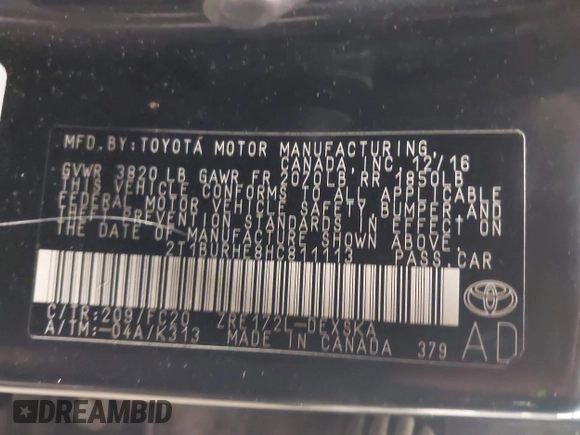 MFD. BY: TOYOTA MOTOR MANUFACTURING,
CANADA, INC. 12/16
GVWR 3820 LB GAWR FR 2020LB, RR 1850LB
THIS VEHICLE CONFORMS TO ALL APPLICABLE
FEDERAL MOTOR VEHICLE SAFETY, BUMPER, AND
THEFT PREVENTION STANDARDS IN EFFECT ON
THE DATE OF MANUFACTURE SHOWN ABOVE.
2T1BURHE8HC811113 PASS. CAR
C/TR: 209/FC20 ZRE172L-DEXSKA
A/TM: -04A/K313 MADE IN CANADA 379
AD
DREAMBID